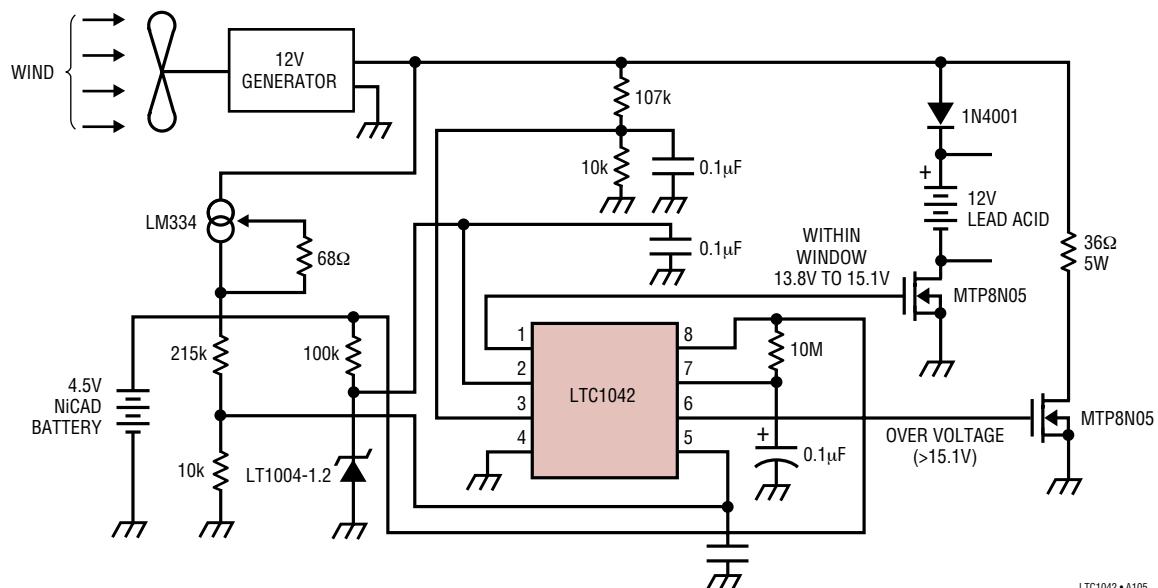 WIND
12V
GENERATOR
107k
10k
0.1µF
1N4001
+
12V
LEAD ACID
36Ω
5W
LM334
68Ω
0.1µF
WITHIN
WINDOW
13.8V TO 15.1V
MTP8N05
215k
100k
4.5V
NiCAD
BATTERY
10k
LT1004-1.2
1
2
3
4
LTC1042
8
7
6
5
10M
+
0.1µF
OVER VOLTAGE
(>15.1V)
MTP8N05
LTC1042 • A105